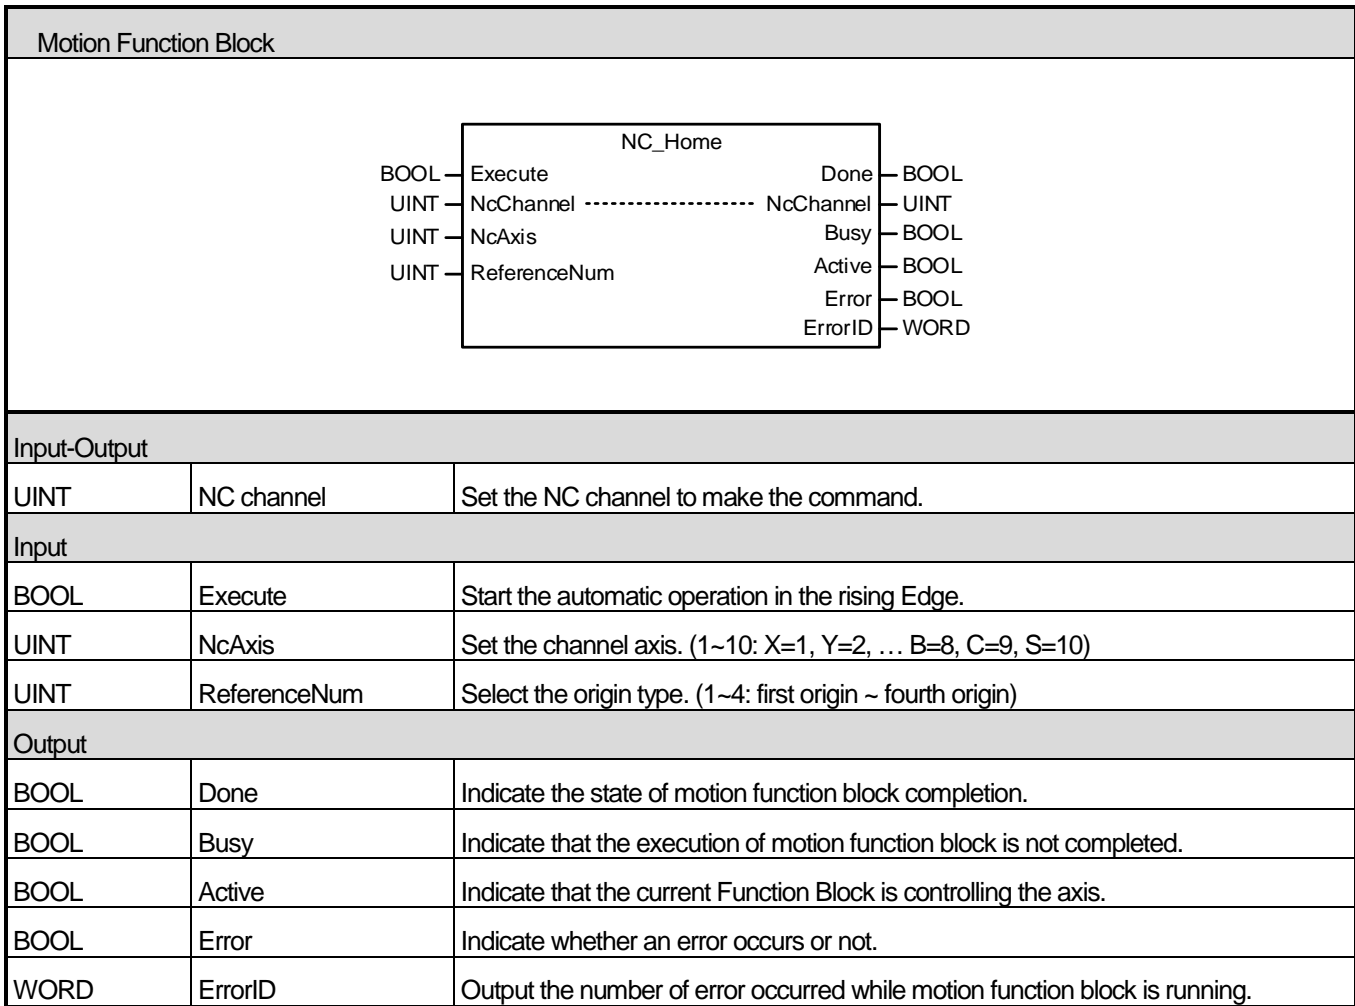 Motion Function Block
NC_Home
BOOL Execute Done BOOL
UINT NcChannel NcChannel UINT
UINT NcAxis Busy BOOL
UINT ReferenceNum Active BOOL
Error BOOL
ErrorID WORD
Input-Output
UINT NC channel Set the NC channel to make the command.
Input
BOOL Execute Start the automatic operation in the rising Edge.
UINT NcAxis Set the channel axis. (1~10: X=1, Y=2, … B=8, C=9, S=10)
UINT ReferenceNum Select the origin type. (1~4: first origin ~ fourth origin)
Output
BOOL Done Indicate the state of motion function block completion.
BOOL Busy Indicate that the execution of motion function block is not completed.
BOOL Active Indicate that the current Function Block is controlling the axis.
BOOL Error Indicate whether an error occurs or not.
WORD ErrorID Output the number of error occurred while motion function block is running.